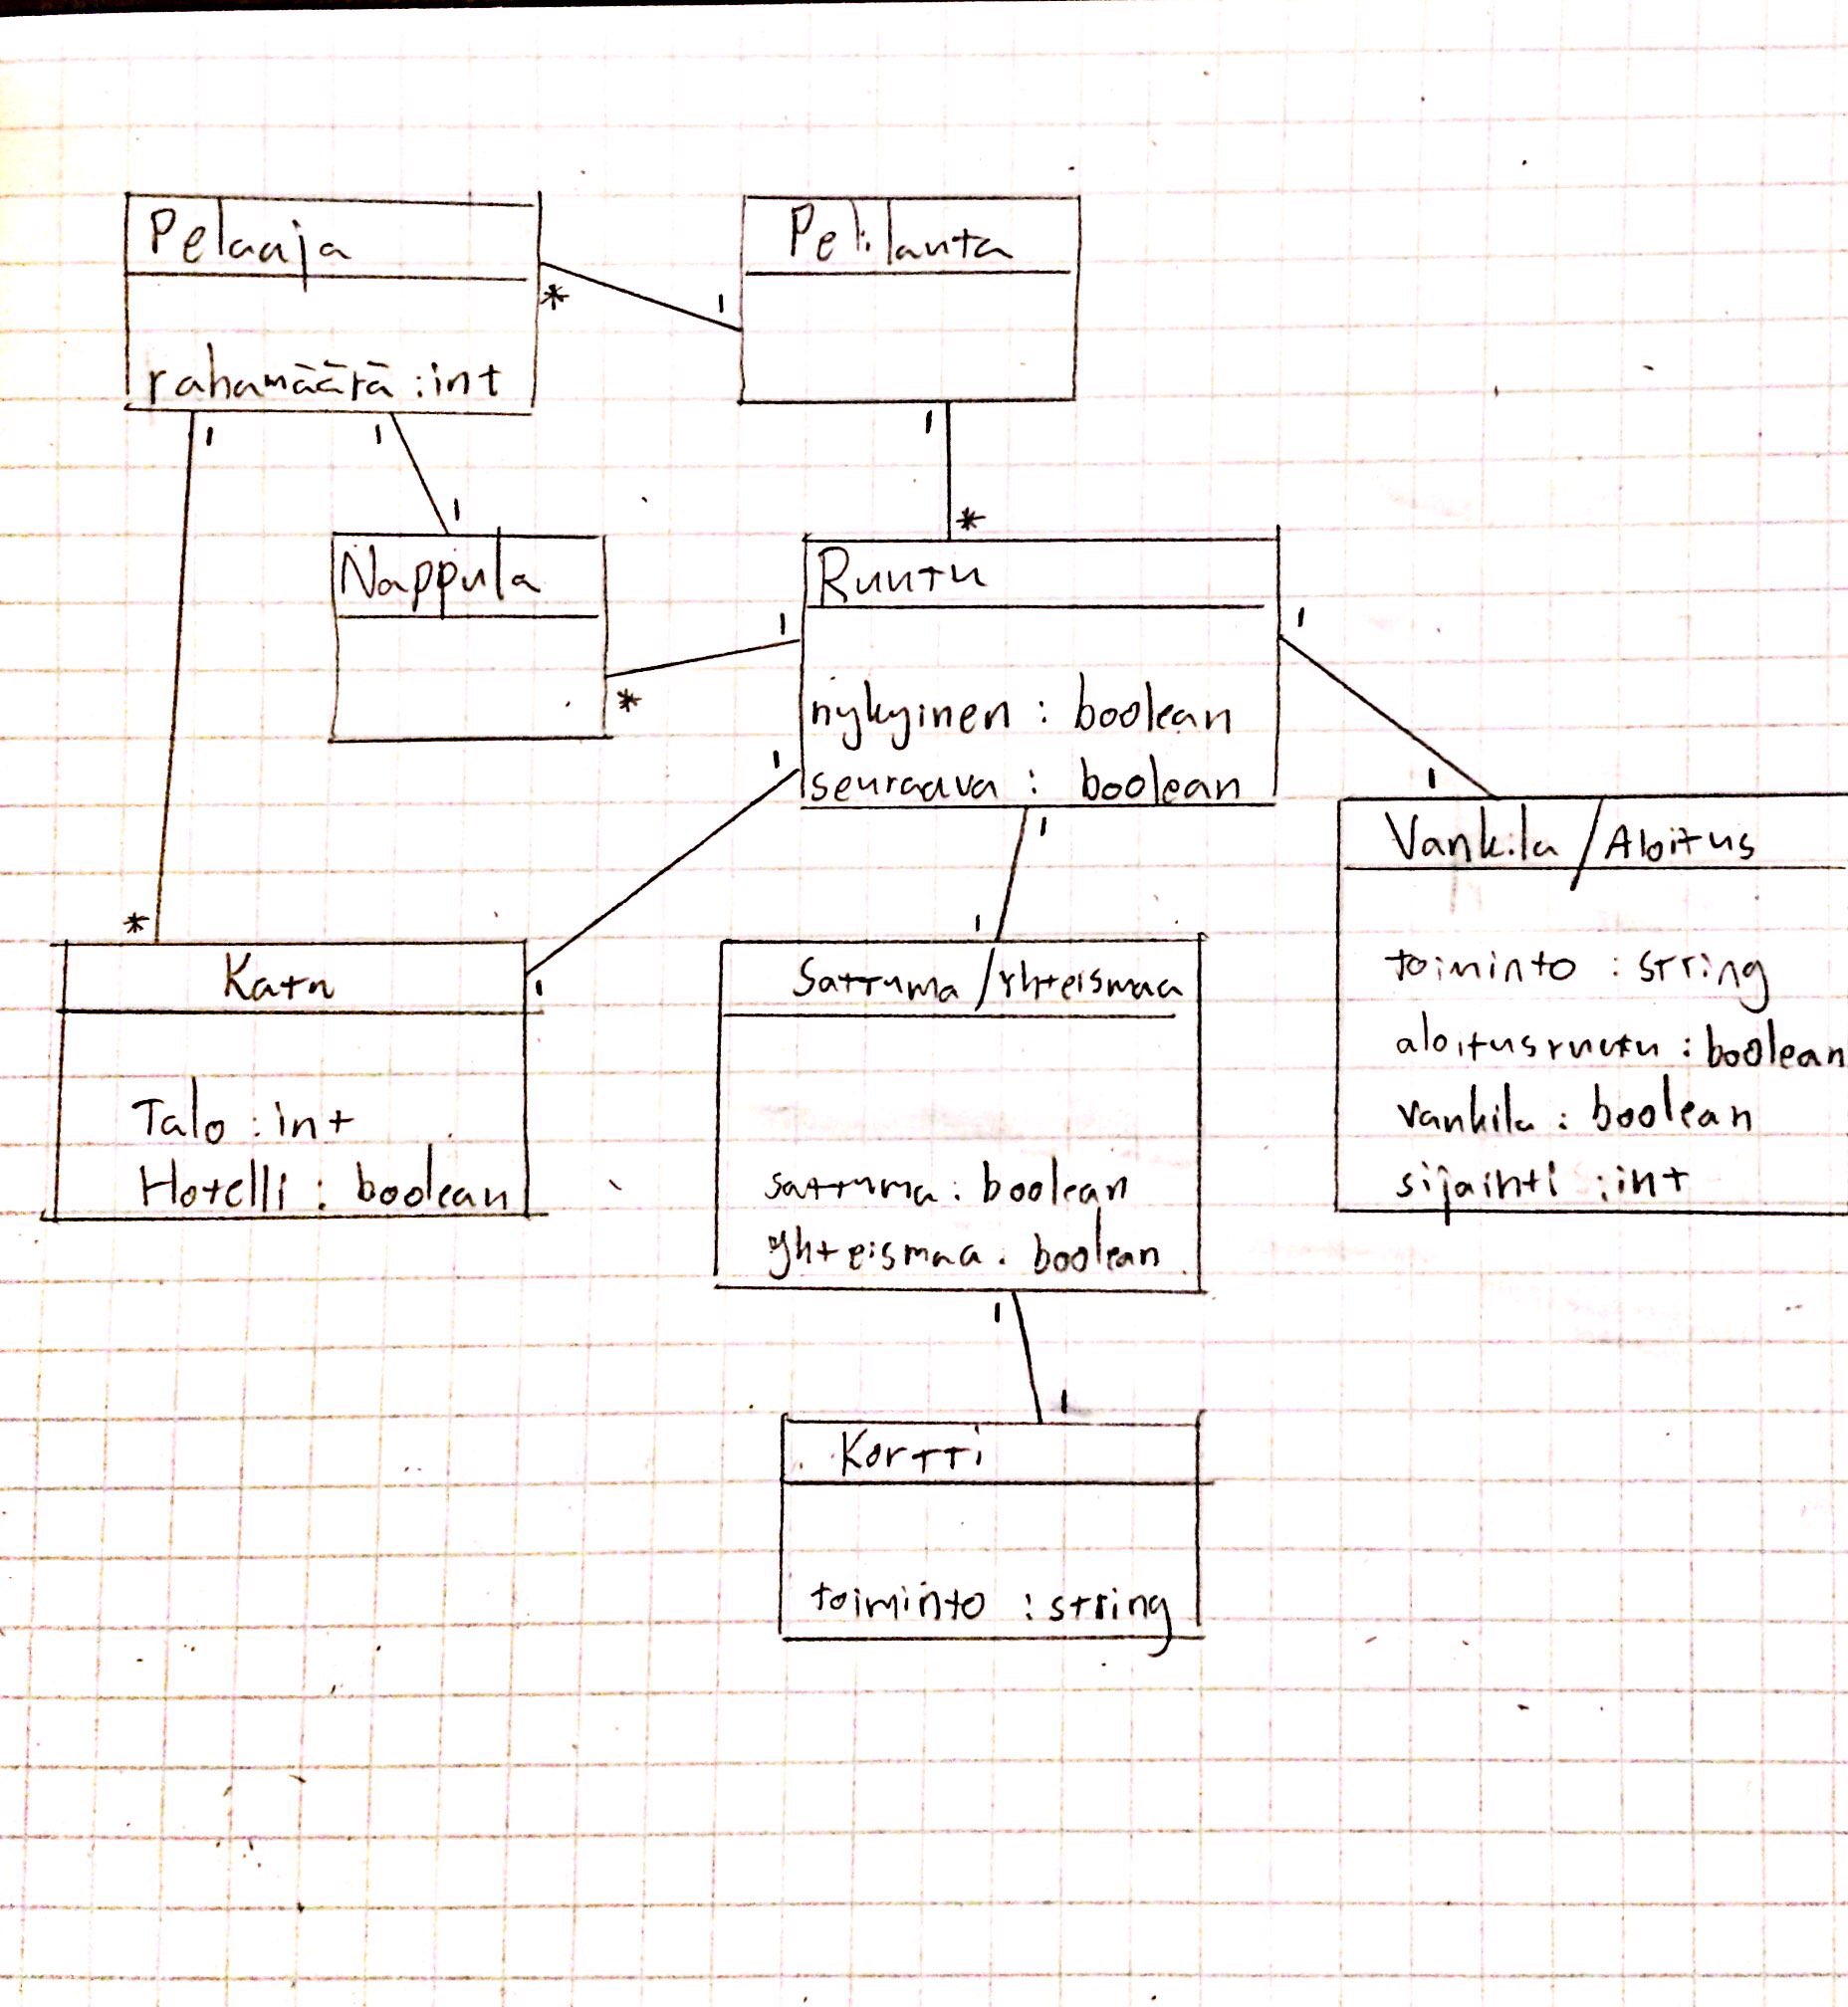 Pelaaja
Pelilauta
* 1
rahamäärä : int
1 1 1
1 *
Nappula
Ruutu
1 1
*
nykyinen : boolean
seuraava : boolean
1 1 1
Vankila / Aloitus
* 1
Katu
1
Sattuma / Yhteismaa
toiminto : string
aloitusruutu : boolean
Talo : int
vankila : boolean
Hotelli : boolean
sattuma : boolean
sijainti : int
yhteismaa . boolean
1
1
Kortti
toiminto : string